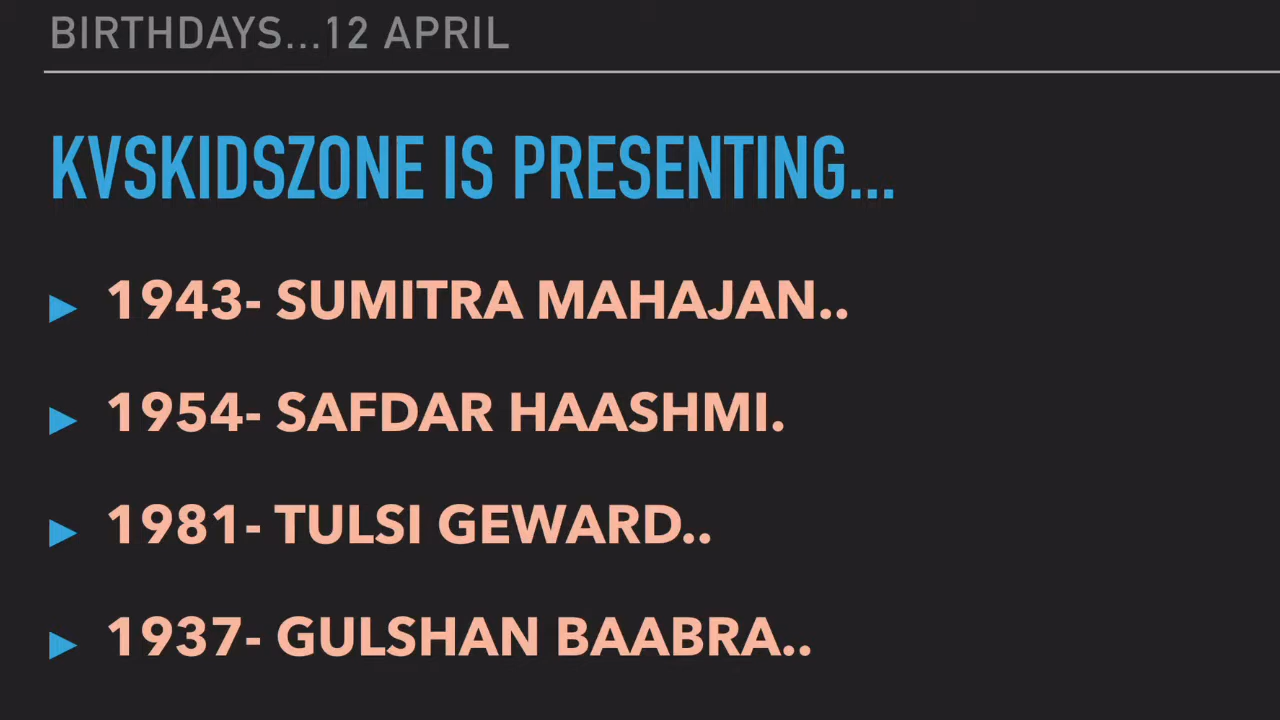 BIRTHDAYS...12 APRIL
KVSKIDSZONE IS PRESENTING...
▶ 1943- SUMITRA MAHAJAN..
▶ 1954- SAFDAR HAASHMI.
▶ 1981- TULSI GEWARD..
▶ 1937- GULSHAN BAABRA..